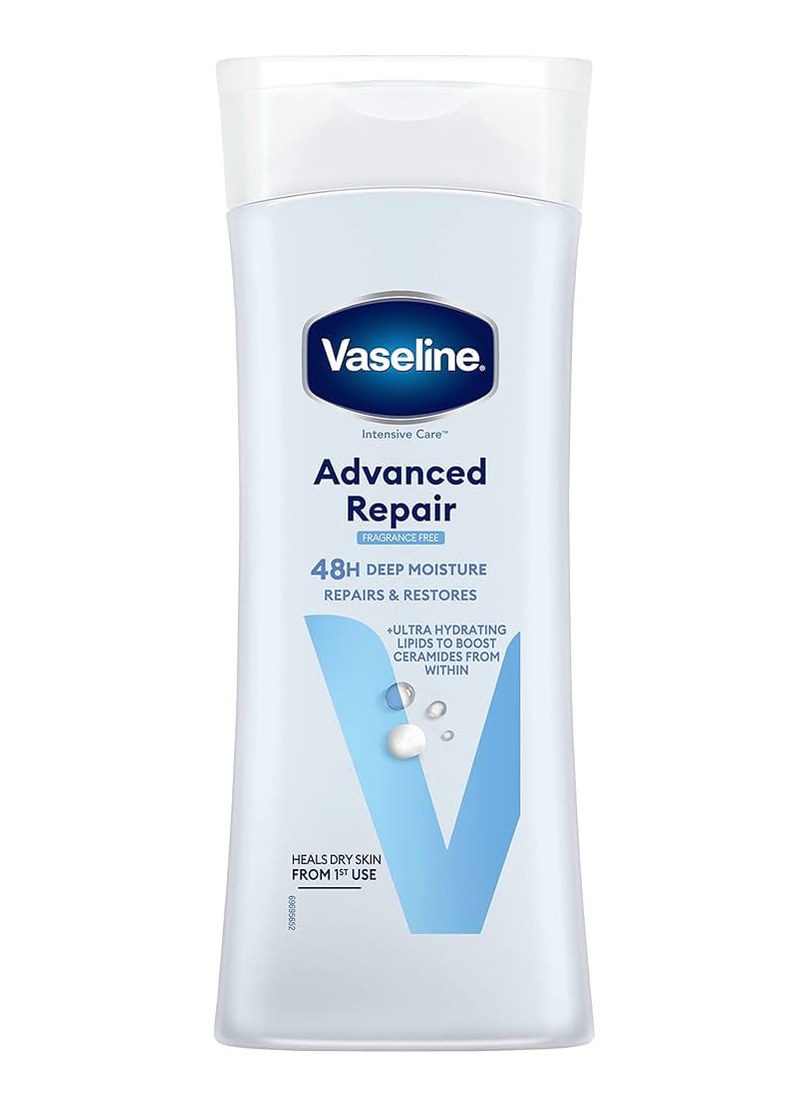 Vaseline®
Intensive Care™
Advanced
Repair
FRAGRANCE FREE
48H DEEP MOISTURE
REPAIRS & RESTORES
+ULTRA HYDRATING
LIPIDS TO BOOST
CERAMIDES FROM
WITHIN
HEALS DRY SKIN
FROM 1ST USE
69695652